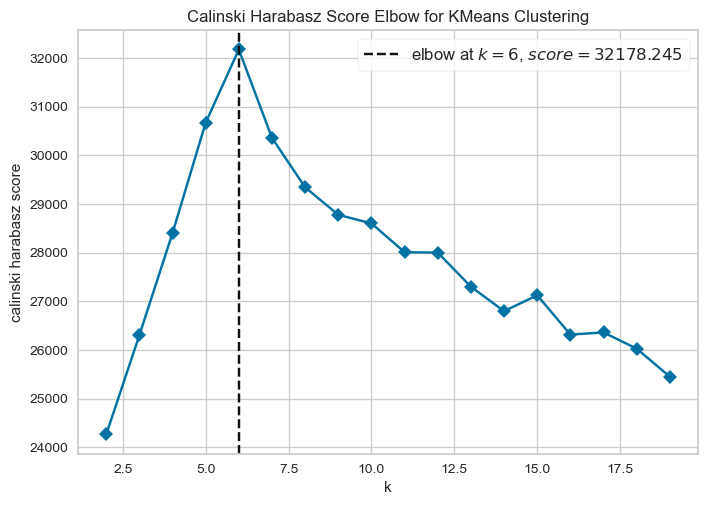 Calinski Harabasz Score Elbow for KMeans Clustering
elbow at k = 6, score = 32178.245
32000
31000
30000
29000
28000
27000
26000
25000
24000
calinski harabasz score
2.5 5.0 7.5 10.0 12.5 15.0 17.5
k